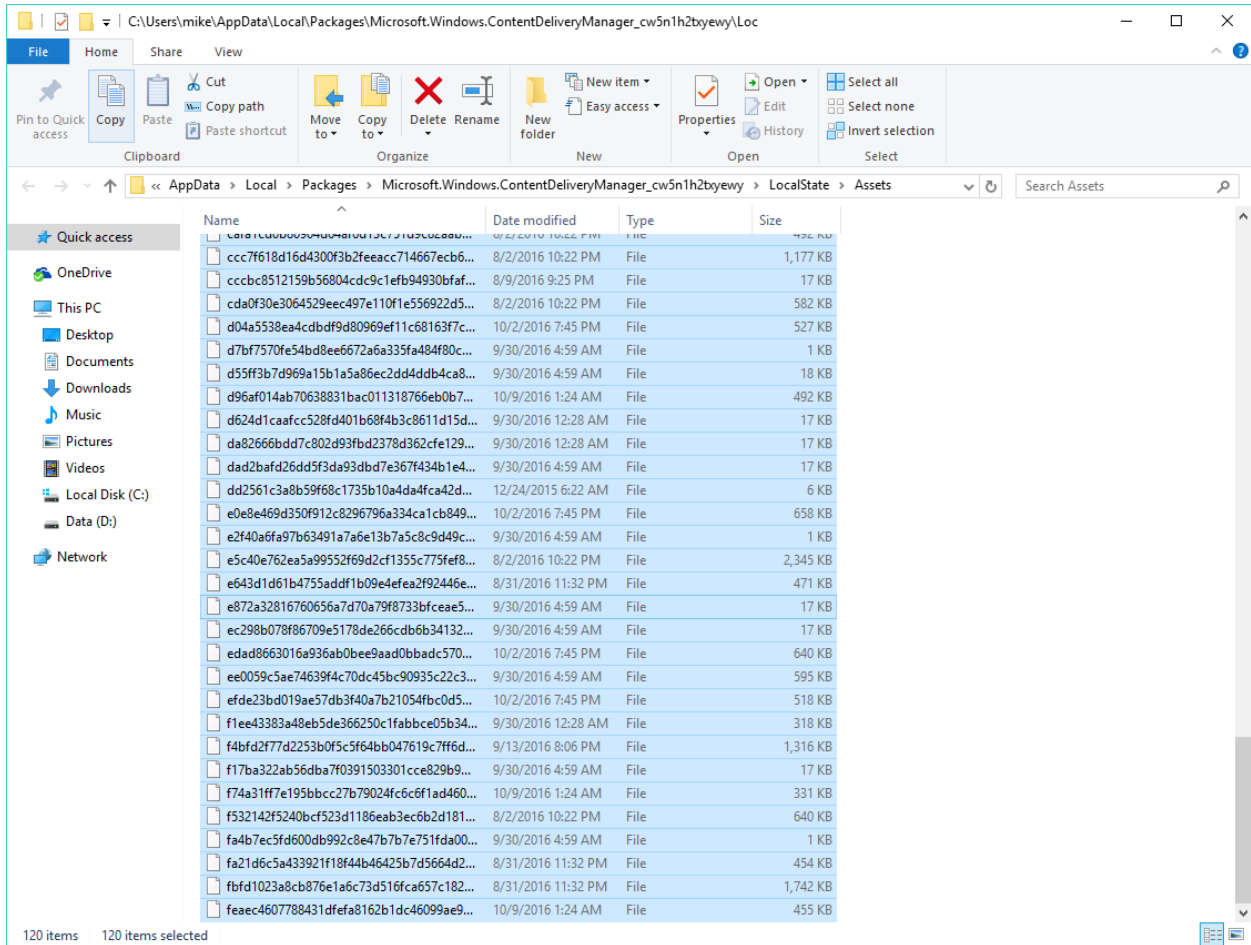 C:\Users\mike\AppData\Local\Packages\Microsoft.Windows.ContentDeliveryManager_cw5n1h2txyewy\Loc
File Home Share View
Pin to Quick access
Copy
Paste
Cut
Copy path
Paste shortcut
Clipboard
Move to
Copy to
Delete
Rename
Organize
New folder
New item
Easy access
New
Properties
Open
Edit
History
Open
Select all
Select none
Invert selection
Select
« AppData > Local > Packages > Microsoft.Windows.ContentDeliveryManager_cw5n1h2txyewy > LocalState > Assets
Search Assets
Quick access
OneDrive
This PC
Desktop
Documents
Downloads
Music
Pictures
Videos
Local Disk (C:)
Data (D:)
Network
Name Date modified Type Size
8/2/2016 10:22 PM File 492 KB
ccc7f618d16d4300f3b2feeacc714667ecb6... 8/2/2016 10:22 PM File 1,177 KB
cccbc8512159b56804cdc9c1efb94930bfaf... 8/9/2016 9:25 PM File 17 KB
cda0f30e3064529eec497e110f1e556922d5... 8/2/2016 10:22 PM File 582 KB
d04a5538ea4cdbdf9d80969ef11c68163f7c... 10/2/2016 7:45 PM File 527 KB
d7bf7570fe54bd8ee6672a6a335fa484f80c... 9/30/2016 4:59 AM File 1 KB
d55ff3b7d969a15b1a5a86ec2dd4ddb4ca8... 9/30/2016 4:59 AM File 18 KB
d96af014ab70638831bac011318766eb0b7... 10/9/2016 1:24 AM File 492 KB
d624d1caafcc528fd401b68f4b3c8611d15d... 9/30/2016 12:28 AM File 17 KB
da82666bdd7c802d93fbd2378d362cfe129... 9/30/2016 12:28 AM File 17 KB
dad2bafd26dd5f3da93dbd7e367f434b1e4... 9/30/2016 4:59 AM File 17 KB
dd2561c3a8b59f68c1735b10a4da4fca42d... 12/24/2015 6:22 AM File 6 KB
e0e8e469d350f912c8296796a334ca1cb849... 10/2/2016 7:45 PM File 658 KB
e2f40a6fa97b63491a7a6e13b7a5c8c9d49c... 9/30/2016 4:59 AM File 1 KB
e5c40e762ea5a99552f69d2cf1355c775fef8... 8/2/2016 10:22 PM File 2,345 KB
e643d1d61b4755addf1b09e4efea2f92446e... 8/31/2016 11:32 PM File 471 KB
e872a32816760656a7d70a79f8733bfceae5... 9/30/2016 4:59 AM File 17 KB
ec298b078f86709e5178de266cdb6b34132... 9/30/2016 4:59 AM File 17 KB
edad8663016a936ab0bee9aad0bbadc570... 10/2/2016 7:45 PM File 640 KB
ee0059c5ae74639f4c70dc45bc90935c22c3... 9/30/2016 4:59 AM File 595 KB
efde23bd019ae57db3f40a7b21054fbc0d5... 10/2/2016 7:45 PM File 518 KB
f1ee43383a48eb5de366250c1fabbce05b34... 9/30/2016 12:28 AM File 318 KB
f4bfd2f77d2253b0f5c5f64bb047619c7ff6d... 9/13/2016 8:06 PM File 1,316 KB
f17ba322ab56dba7f0391503301cce829b9... 9/30/2016 4:59 AM File 17 KB
f74a31ff7e195bbcc27b79024fc6c6f1ad460... 10/9/2016 1:24 AM File 331 KB
f532142f5240bcf523d1186eab3ec6b2d181... 8/2/2016 10:22 PM File 640 KB
fa4b7ec5fd600db992c8e47b7b7e751fda00... 9/30/2016 4:59 AM File 1 KB
fa21d6c5a433921f18f44b46425b7d5664d2... 8/31/2016 11:32 PM File 454 KB
fbfd1023a8cb876e1a6c73d516fca657c182... 8/31/2016 11:32 PM File 1,742 KB
feaec4607788431dfefa8162b1dc46099ae9... 10/9/2016 1:24 AM File 455 KB
120 items 120 items selected